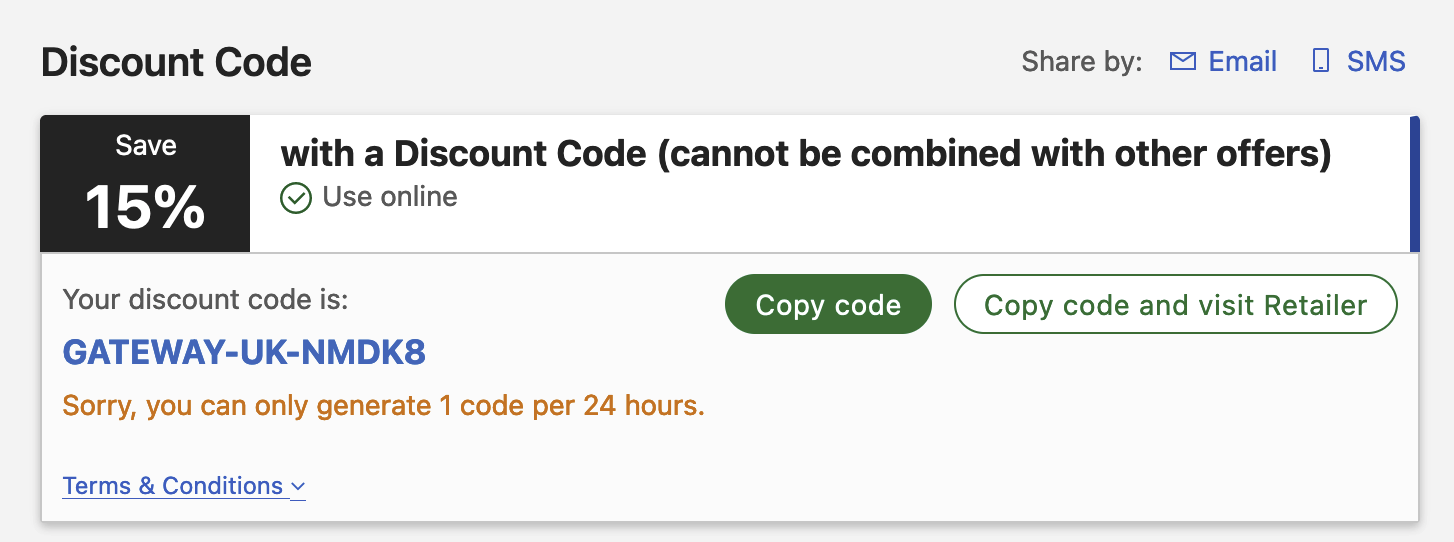 Discount Code
Share by: Email SMS
Save
15%
with a Discount Code (cannot be combined with other offers)
Use online
Your discount code is:
Copy code
Copy code and visit Retailer
GATEWAY-UK-NMDK8
Sorry, you can only generate 1 code per 24 hours.
Terms & Conditions